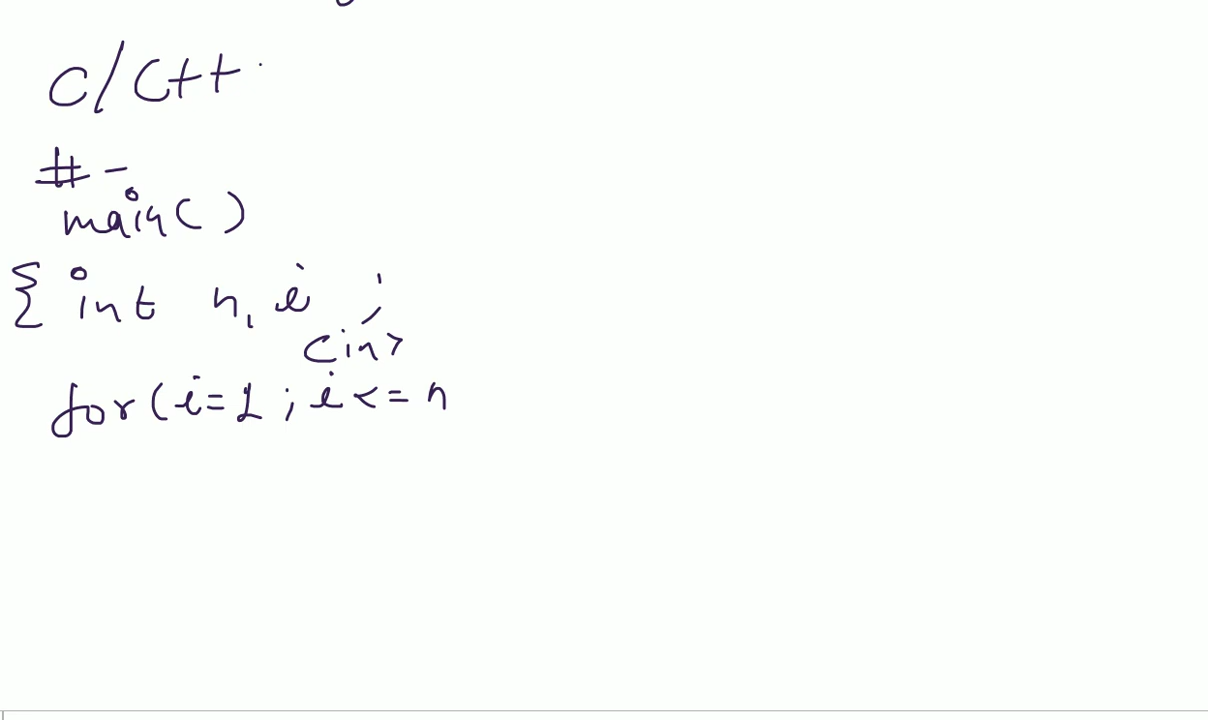 C/C++
# -
main( )
{ int n, i ;
cin>
for(i=1 ; i<= n